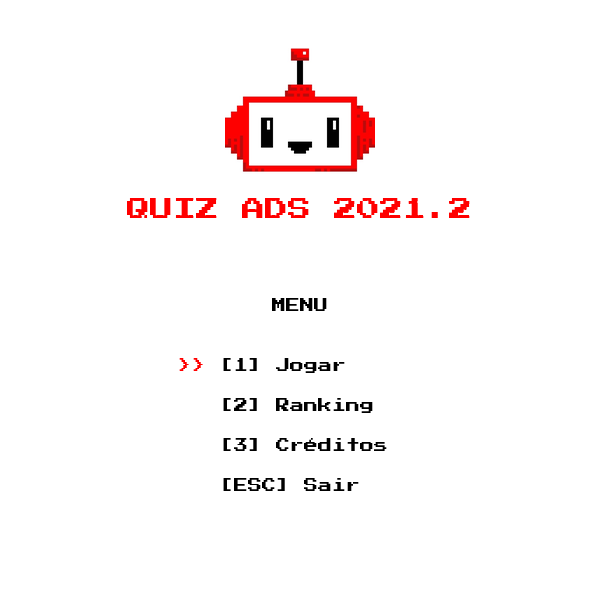 QUIZ ADS 2021.2
MENU
>> [1] Jogar
[2] Ranking
[3] Créditos
[ESC] Sair